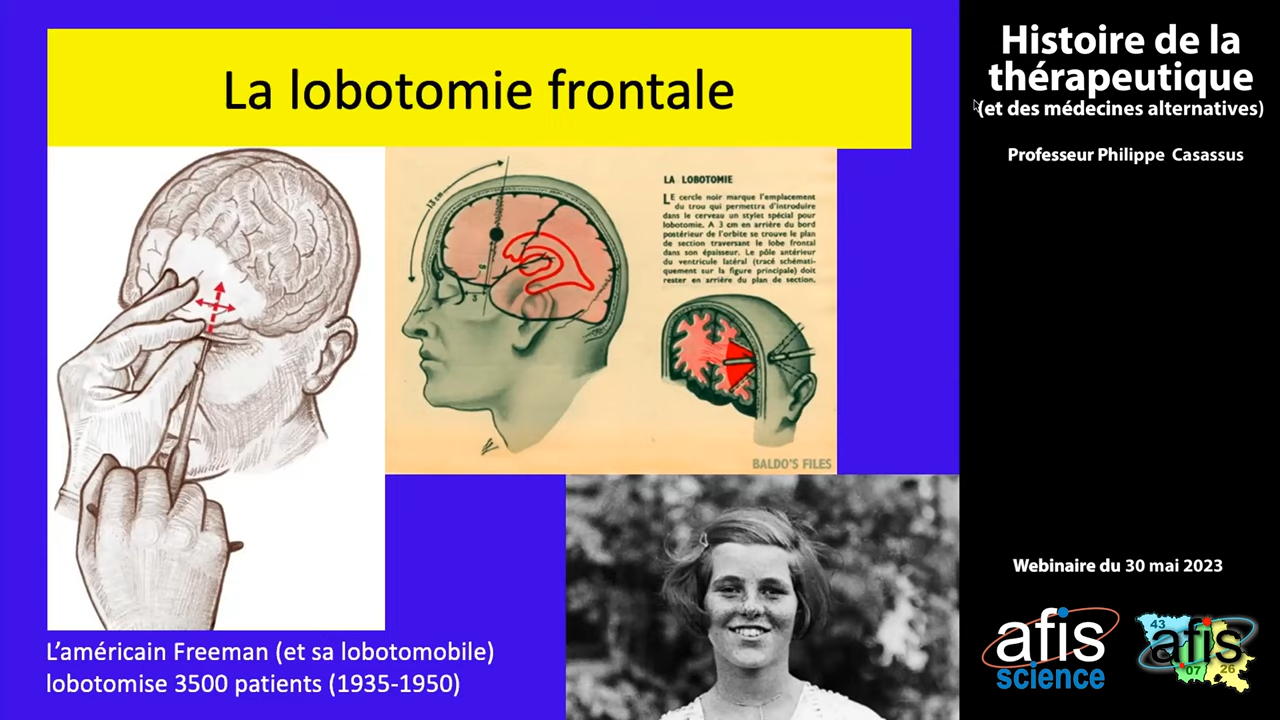 La lobotomie frontale
13 cm
3
cm
LA LOBOTOMIE
LE cercle noir marque l'emplacement
du trou qui permettra d'introduire
dans le cerveau un stylet spécial pour
lobotomie. A 3 cm en arrière du bord
postérieur de l'orbite se trouve le plan
de section traversant le lobe frontal
dans son épaisseur. Le pôle antérieur
du ventricule latéral (tracé schémati-
quement sur la figure principale) doit
rester en arrière du plan de section.
BALDO'S FILES
L'américain Freeman (et sa lobotomobile)
lobotomise 3500 patients (1935-1950)
Histoire de la
thérapeutique
(et des médecines alternatives)
Professeur Philippe Casassus
Webinaire du 30 mai 2023
afis
science
43
afis
07
26